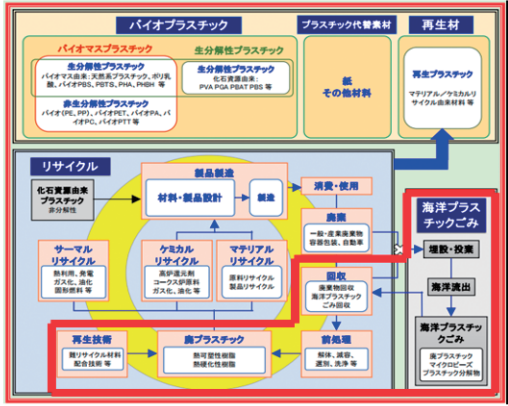 バイオプラスチック
プラスチック代替素材
再生材
バイオマスプラスチック
生分解性プラスチック
生分解性プラスチック
バイオマス由来:天然系プラスチック、ポリ乳
酸、バイオPBS、PBTS、PHA、PHBH 等
非生分解性プラスチック
バイオ(PE、PP)、バイオPET、バイオPA、バ
イオPC、バイオPTT 等
生分解性プラスチック
化石資源由来:
PVA PGA PBAT PBS 等
紙
その他材料
再生プラスチック
マテリアル/ケミカルリ
サイクル由来材料 等
リサイクル
化石資源由来
プラスチック
非分解性
製品製造
材料・製品設計
製造
消費・使用
廃棄
一般・産業廃棄物
容器包装、自動車
サーマル
リサイクル
熱利用、発電
ガス化、油化
固形燃料 等
ケミカル
リサイクル
高炉還元剤
コークス炉原料
ガス化、油化 等
マテリアル
リサイクル
原料リサイクル
製品リサイクル
回収
廃棄物回収
海洋プラスチック
ごみ回収
再生技術
難リサイクル材料
配合技術 等
廃プラスチック
熱可塑性樹脂
熱硬化性樹脂
前処理
解体、減容、
選別、洗浄 等
海洋プラス
チックごみ
埋設・投棄
海洋流出
海洋プラスチッ
クごみ
廃プラスチック
マイクロビーズ
プラスチック分解物